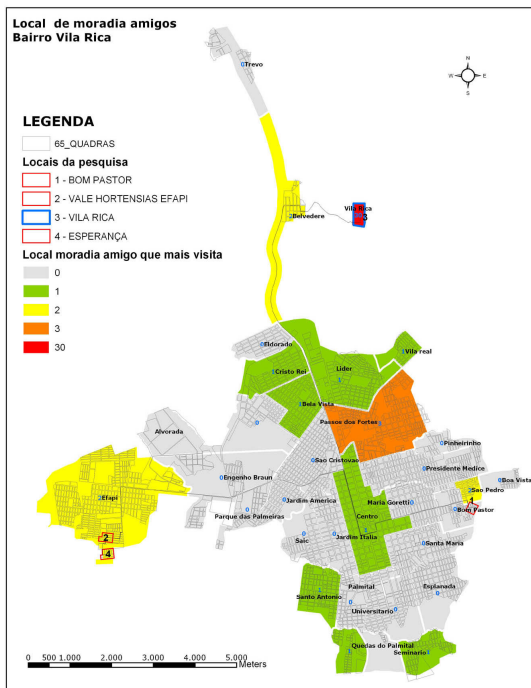 Local de moradia amigos
Bairro Vila Rica
N
W E
S
Trevo
LEGENDA
65_QUADRAS
Locais da pesquisa
1 - BOM PASTOR
2 - VALE HORTENSIAS EFAPI
3 - VILA RICA
4 - ESPERANÇA
Local moradia amigo que mais visita
0
1
2
3
30
Vila Rica
3
Belvedere
Eldorado
Vila real
Lider
Cristo Rei
Bela Vista
Passos dos Fortes
Alvorada
Pinheirinho
Sao Cristovao
Presidente Medice
Engenho Braun
Boa Vista
Efapi
Sao Pedro
Jardim America
Maria Goretti
1
Parque das Palmeiras
Bom Pastor
Centro
2
Saic
Jardim Italia
Santa Maria
4
Palmital
Esplanada
Santo Antonio
Universitario
Quedas do Palmital
Seminario
0 500 1.000 2.000 3.000 4.000 5.000
Meters